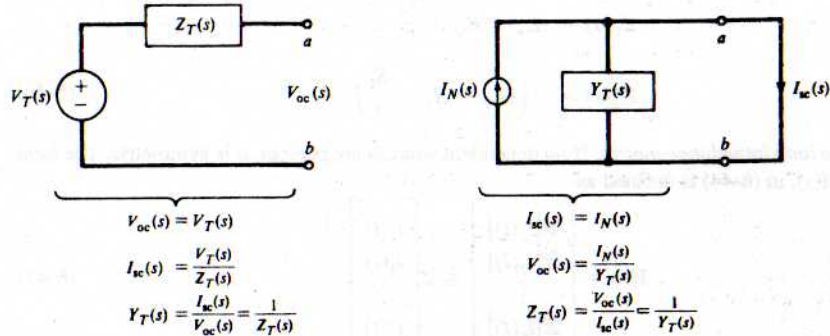 Z_T(s)
a
V_T(s)
+
−
V_oc(s)
b
V_oc(s) = V_T(s)
I_sc(s) = V_T(s)/Z_T(s)
Y_T(s) = I_sc(s)/V_oc(s) = 1/Z_T(s)
a
I_N(s)
Y_T(s)
I_sc(s)
b
I_sc(s) = I_N(s)
V_oc(s) = I_N(s)/Y_T(s)
Z_T(s) = V_oc(s)/I_sc(s) = 1/Y_T(s)